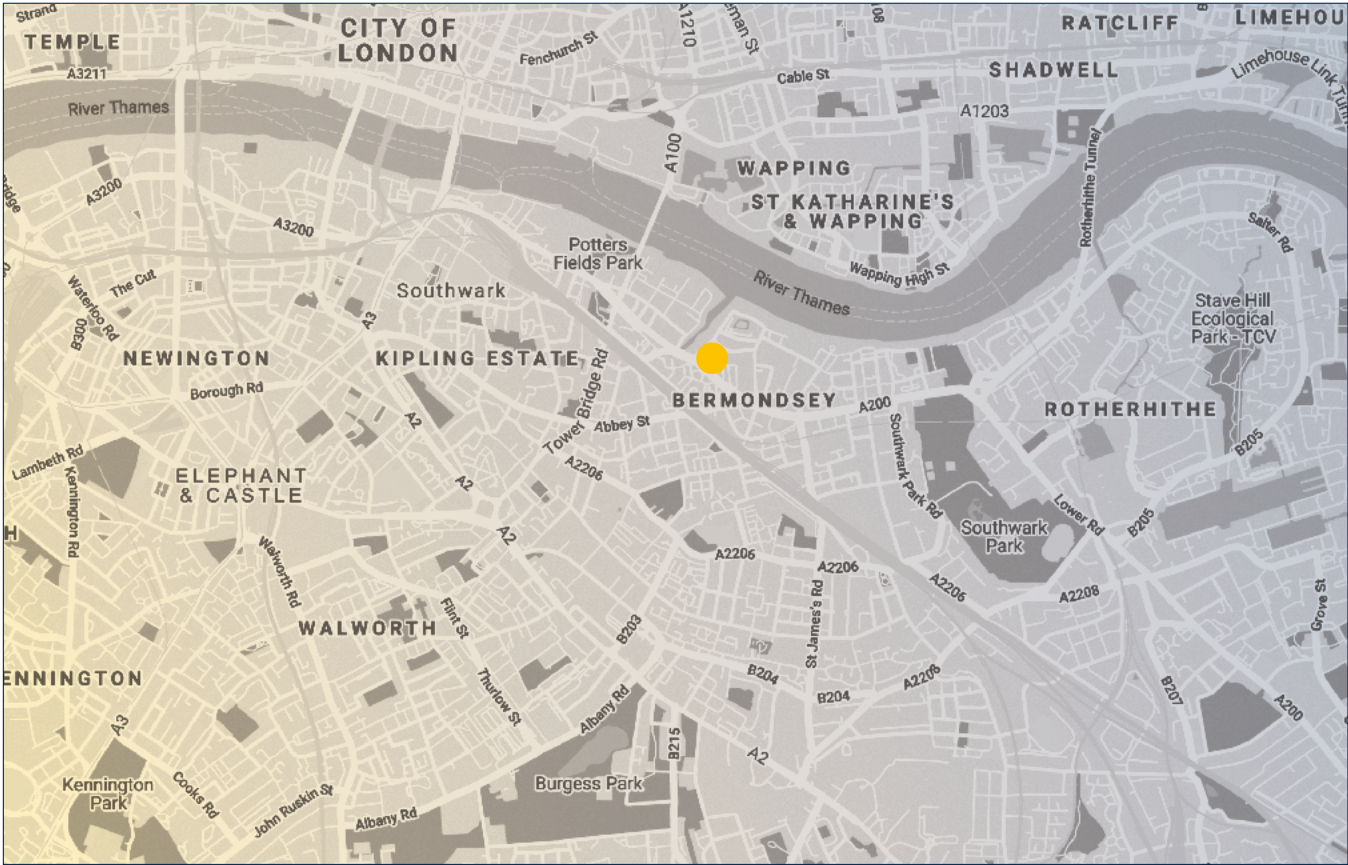 Strand
TEMPLE
A3211
River Thames
CITY OF
LONDON
Fenchurch St
A1210
Cable St
A1203
RATCLIFF
LIMEHOU
SHADWELL
Limehouse Link
A100
WAPPING
ST KATHARINE'S
& WAPPING
Wapping High St
Rotherhithe Tunnel
Salter Rd
A3200
A3200
The Cut
Waterloo Rd
B300
Potters
Fields Park
River Thames
Southwark
A3
Stave Hill
Ecological
Park - TCV
NEWINGTON
KIPLING ESTATE
Borough Rd
Tower Bridge Rd
BERMONDSEY
A200
ROTHERHITHE
A2
Abbey St
A2206
Southwark Park Rd
B205
Lambeth Rd
Kennington Rd
ELEPHANT
& CASTLE
A2
A2
Southwark
Park
Lower Rd
B205
H
Walworth Rd
A2206
A2206
A2206
A2208
Grove St
WALWORTH
Flint St
B203
St James's Rd
ENNINGTON
Thurlow St
B204
B204
A2206
B207
A200
A3
Albany Rd
B215
A2
Kennington
Park
Cooks Rd
John Ruskin St
Albany Rd
Burgess Park